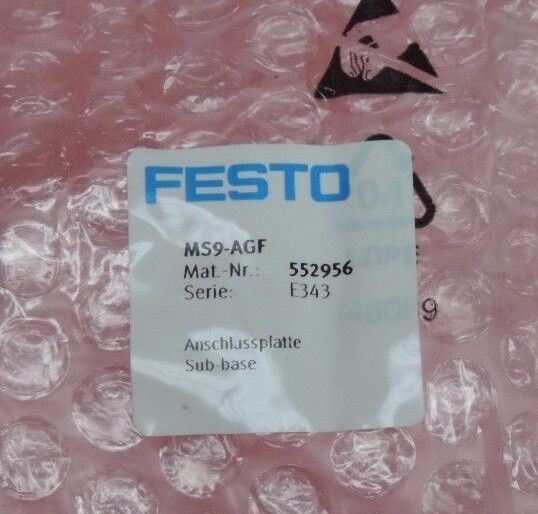 FESTO
MS9-AGF
Mat.-Nr.: 552956
Serie: E343
Anschlussplatte
Sub-base